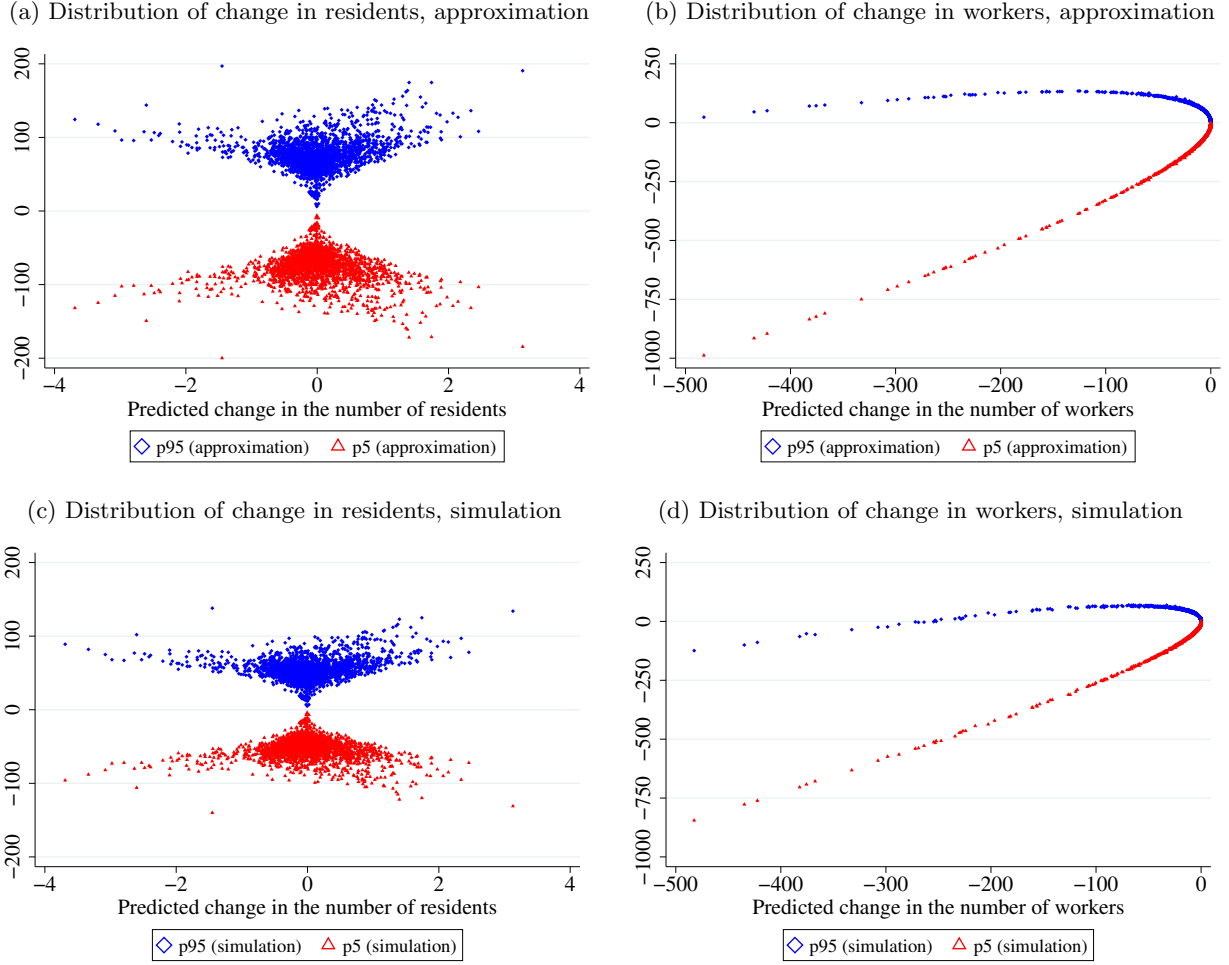 (a) Distribution of change in residents, approximation
200
100
0
−100
−200
−4 −2 0 2 4
Predicted change in the number of residents
p95 (approximation) p5 (approximation)
(b) Distribution of change in workers, approximation
250
0
−250
−500
−750
−1000
−500 −400 −300 −200 −100 0
Predicted change in the number of workers
p95 (approximation) p5 (approximation)
(c) Distribution of change in residents, simulation
200
100
0
−100
−200
−4 −2 0 2 4
Predicted change in the number of residents
p95 (simulation) p5 (simulation)
(d) Distribution of change in workers, simulation
250
0
−250
−500
−750
−1000
−500 −400 −300 −200 −100 0
Predicted change in the number of workers
p95 (simulation) p5 (simulation)